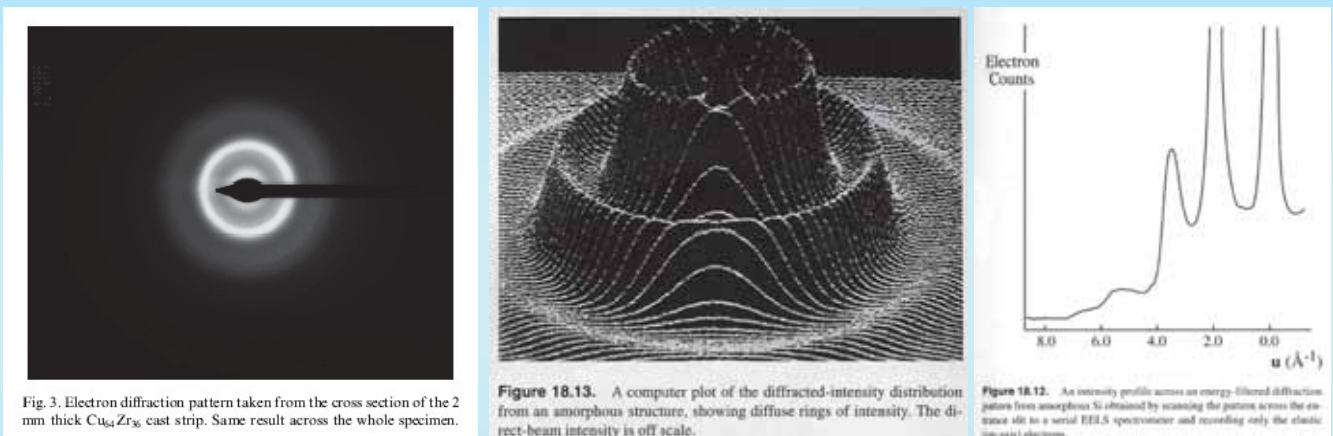 Fig. 3. Electron diffraction pattern taken from the cross section of the 2
mm thick Cu64Zr36 cast strip. Same result across the whole specimen.
Figure 18.13. A computer plot of the diffracted-intensity distribution
from an amorphous structure, showing diffuse rings of intensity. The di-
rect-beam intensity is off scale.
Electron
Counts
8.0 6.0 4.0 2.0 0.0
u (Å-1)
Figure 18.12. An intensity profile across an energy-filtered diffraction
pattern from amorphous Si obtained by scanning the pattern across the en-
trance slit to a serial EELS spectrometer and recording only the elastic
electrons.